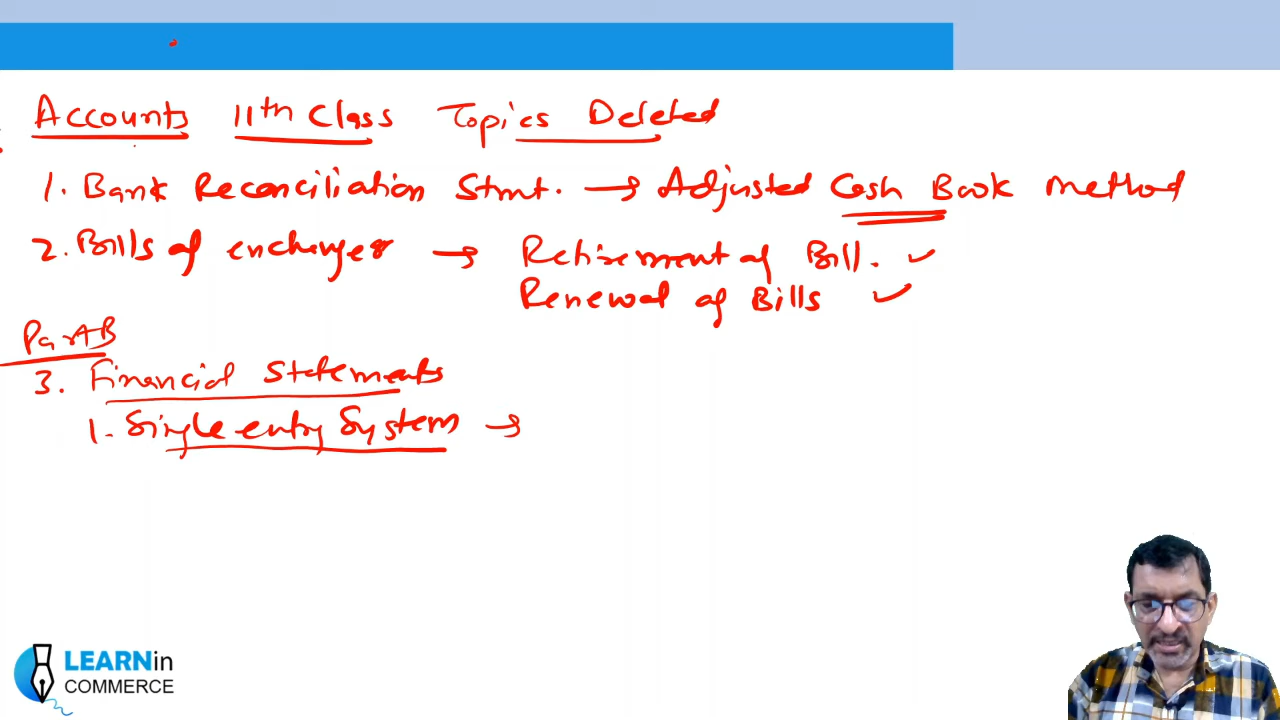 Accounts 11th Class Topics Deleted
1. Bank Reconciliation Stmt. → Adjusted Cash Book method
2. Bills of exchanges → Retirement of Bill. ✓
Renewal of Bills ✓
Part B
3. Financial Statements
1. Single entry System →
LEARNin
COMMERCE